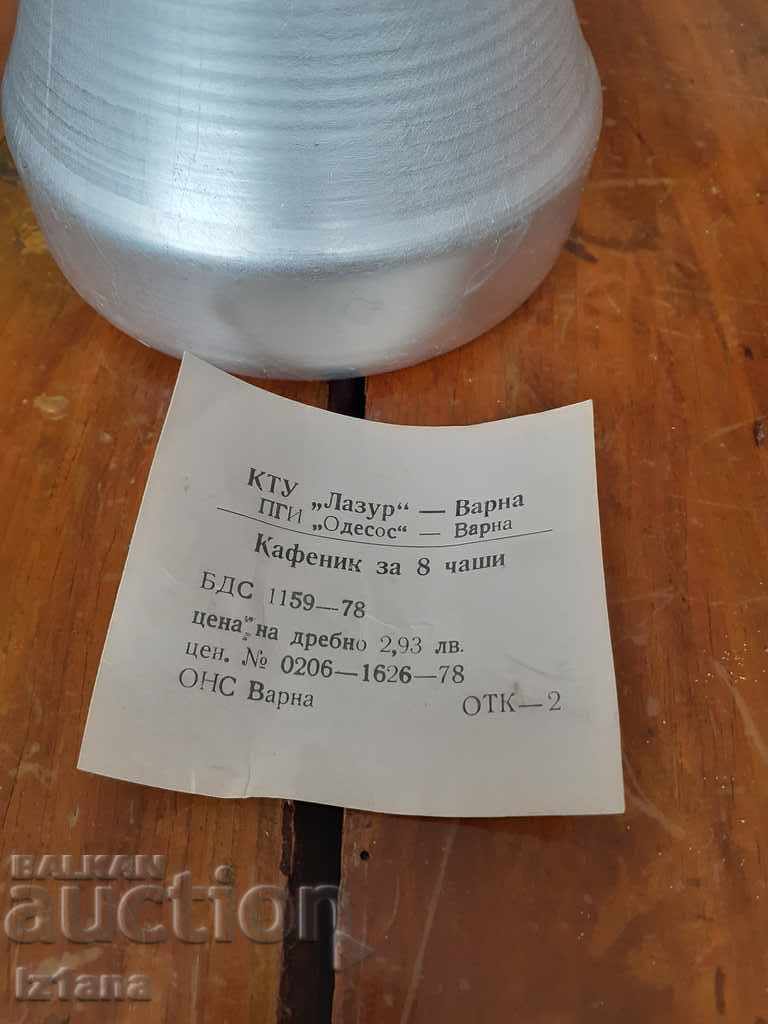 КТУ „Лазур“ — Варна
ПГИ „Одесос“ — Варна
Кафеник за 8 чаши
БДС 1159—78
цена на дребно 2,93 лв.
цен. № 0206—1626—78
ОНС Варна ОТК—2
BALKAN
auction
Iz1ana